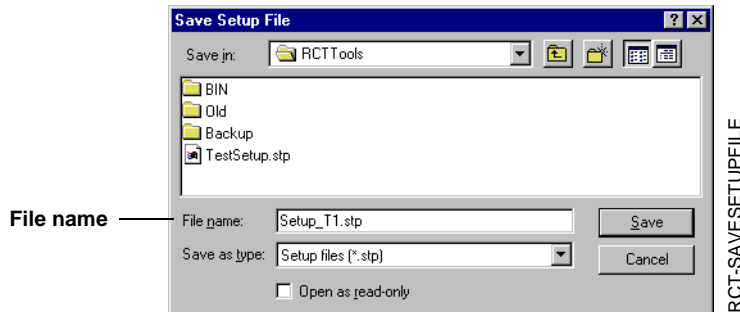 Save Setup File
Save in: RCTTools
BIN
Old
Backup
TestSetup.stp
File name
File name: Setup_T1.stp Save
Save as type: Setup files (*.stp) Cancel
Open as read-only
RCT-SAVESETUPFILE